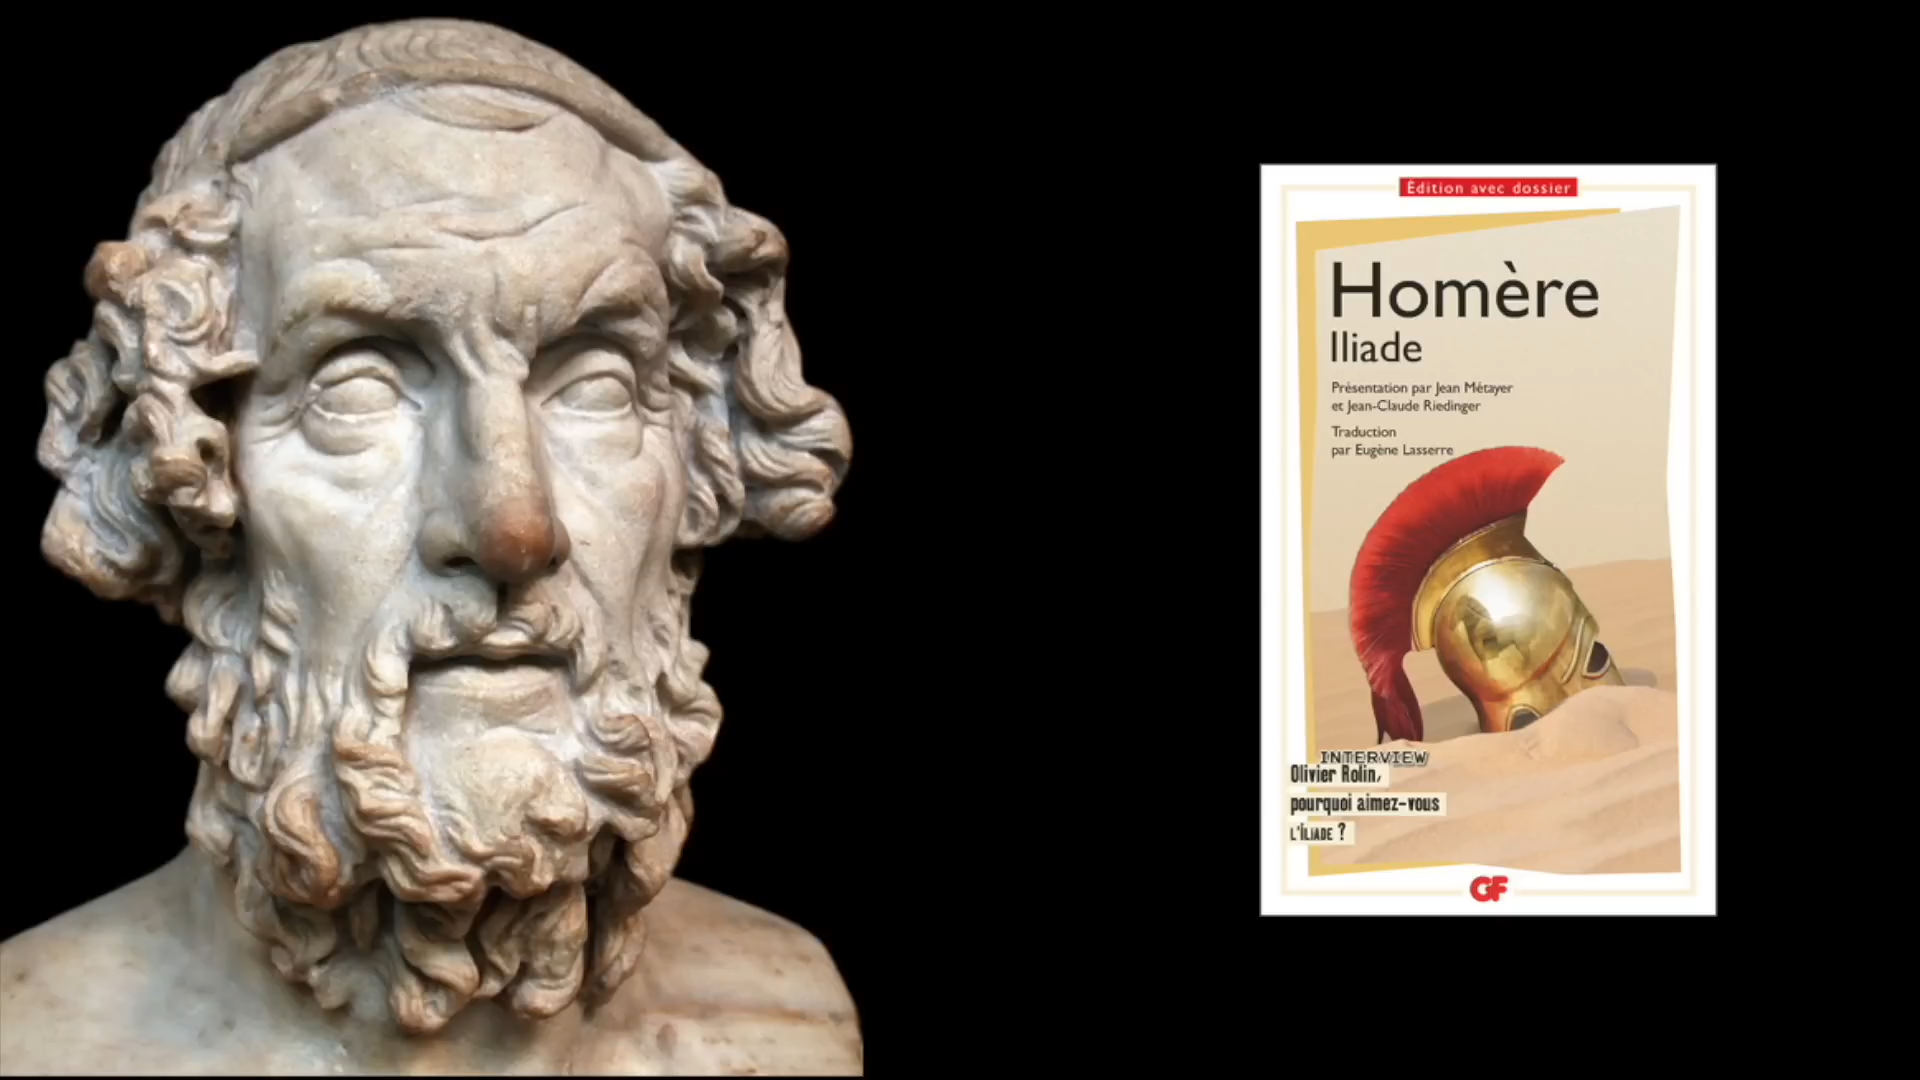 Édition avec dossier
Homère
Iliade
Présentation par Jean Métayer
et Jean-Claude Riedinger
Traduction
par Eugène Lasserre
INTERVIEW
Olivier Rolin,
pourquoi aimez-vous
L'ILIADE ?
GF